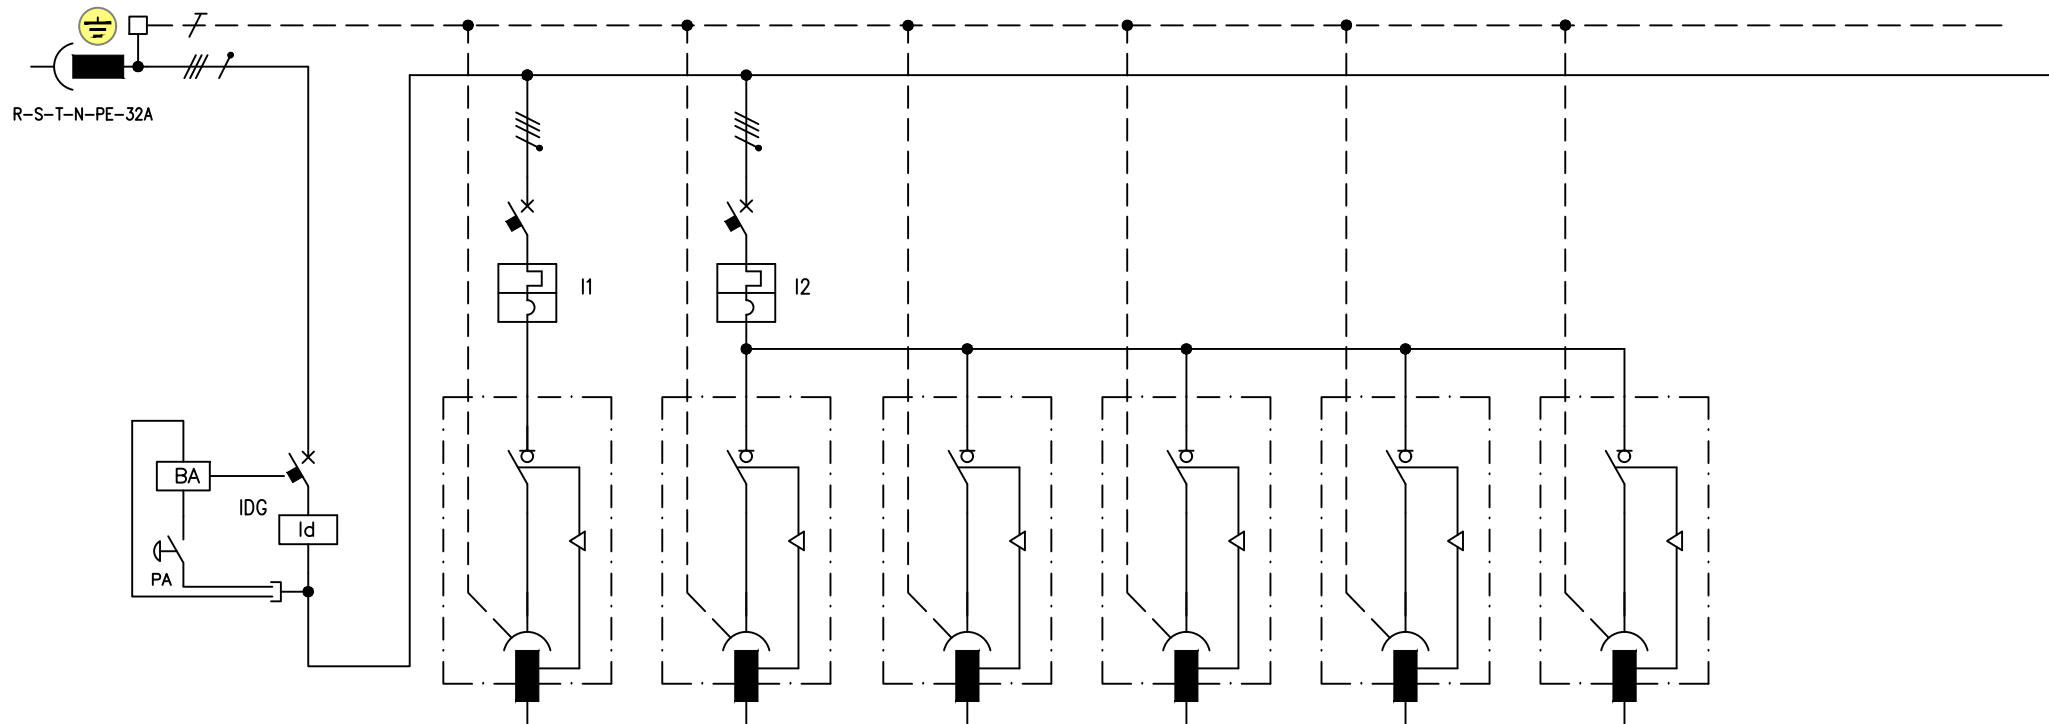 R-S-T-N-PE-32A
I1
I2
BA
IDG
Id
PA